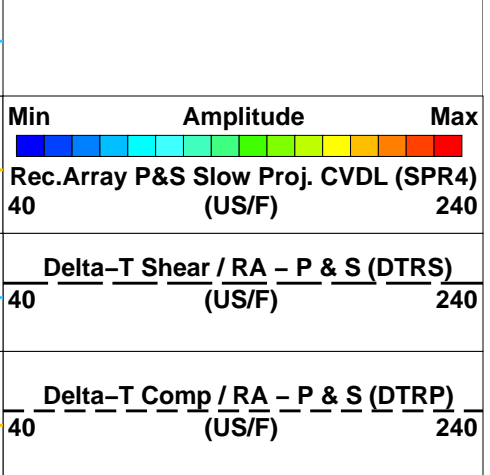 Min Amplitude Max
Rec.Array P&S Slow Proj. CVDL (SPR4)
40 (US/F) 240
Delta−T Shear / RA − P & S (DTRS)
40 (US/F) 240
Delta−T Comp / RA − P & S (DTRP)
40 (US/F) 240